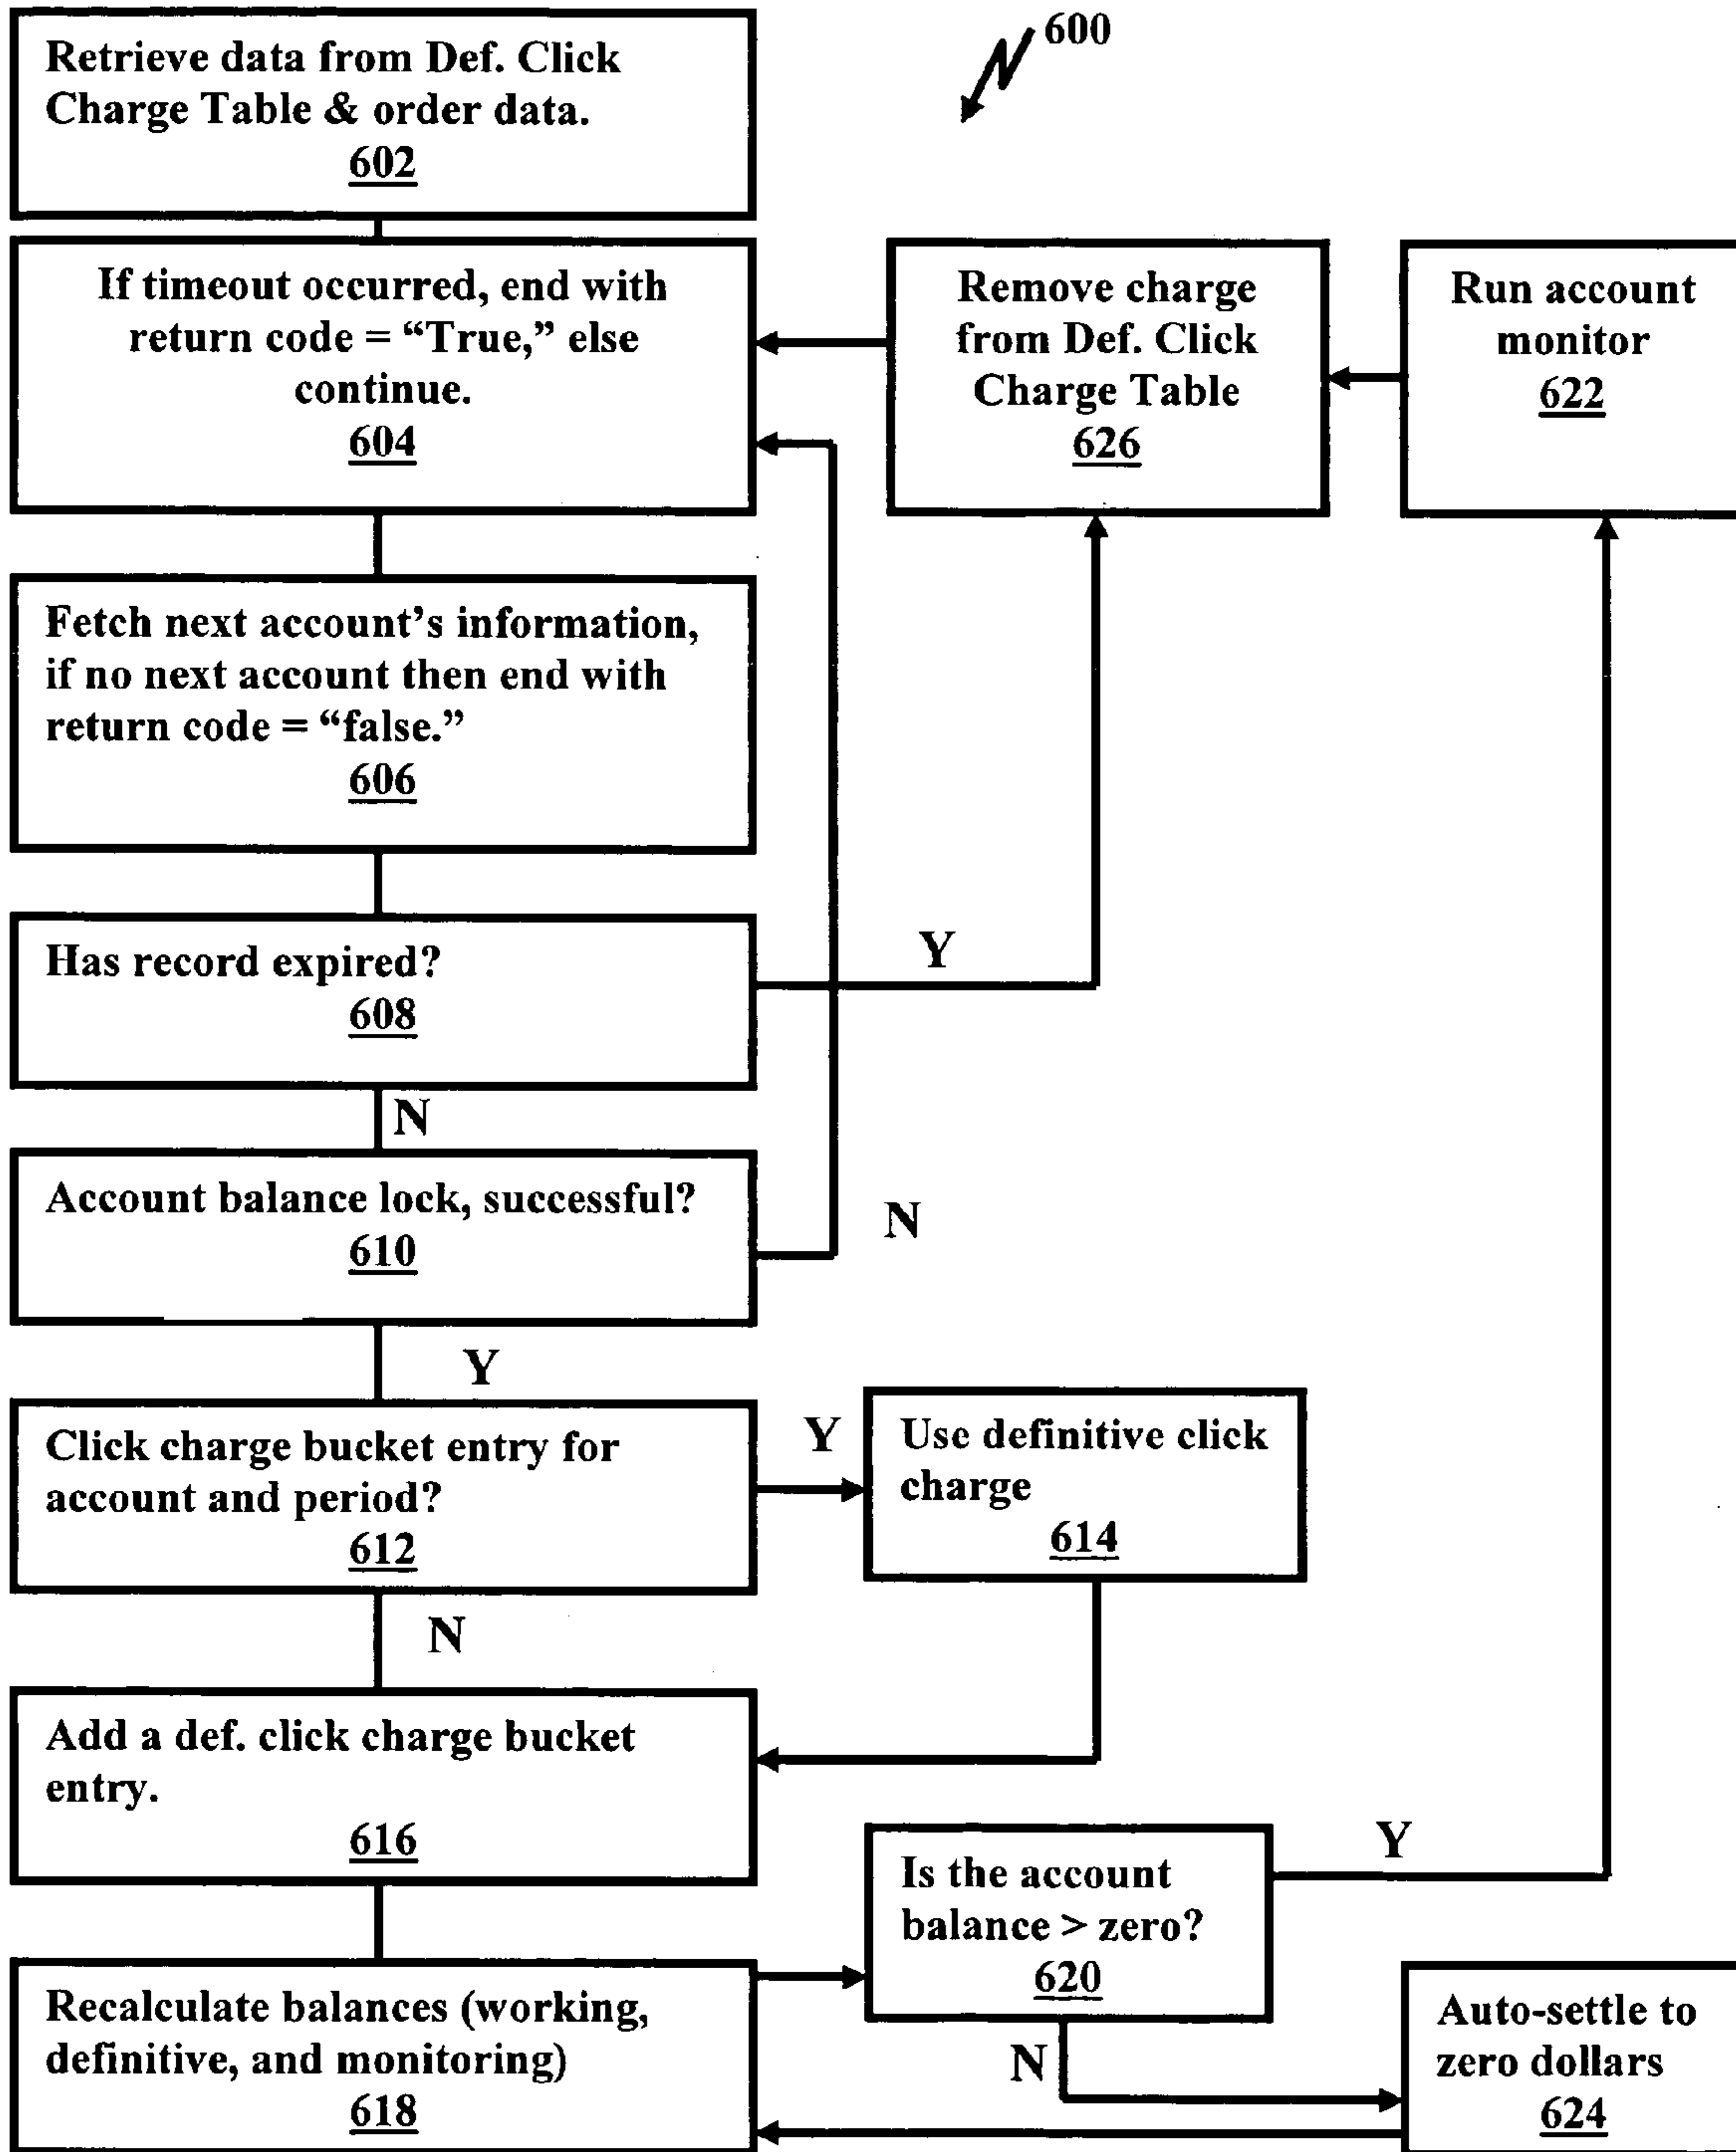 600
Retrieve data from Def. Click
Charge Table & order data.
602
If timeout occurred, end with
return code = “True,” else
continue.
604
Remove charge
from Def. Click
Charge Table
626
Run account
monitor
622
Fetch next account’s information,
if no next account then end with
return code = “false.”
606
Has record expired?
608
Y
N
Account balance lock, successful?
610
N
Y
Click charge bucket entry for
account and period?
612
Y
Use definitive click
charge
614
N
Add a def. click charge bucket
entry.
616
Is the account
balance > zero?
620
Y
N
Recalculate balances (working,
definitive, and monitoring)
618
Auto-settle to
zero dollars
624